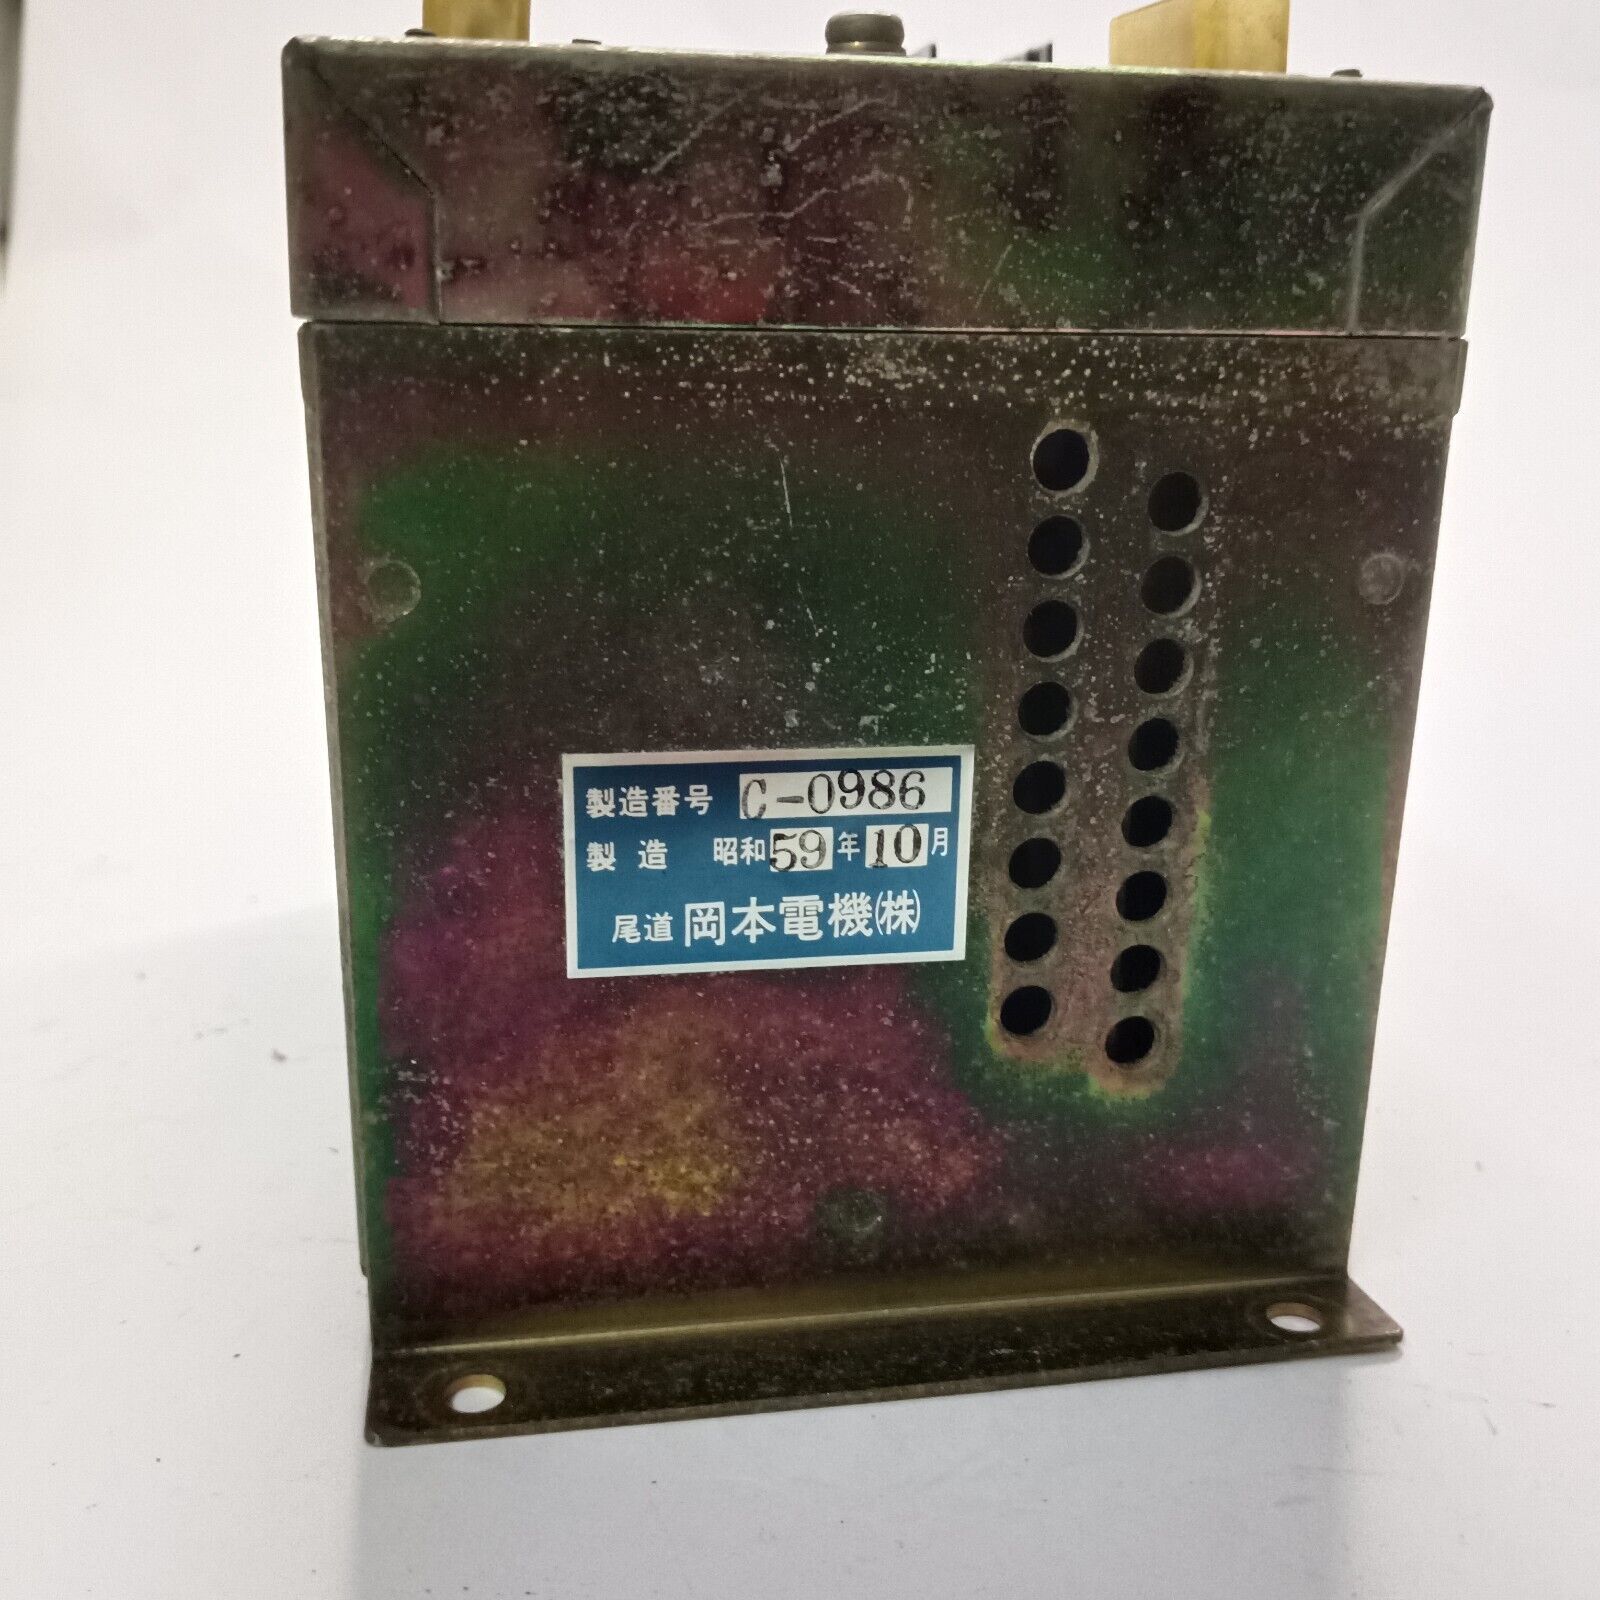 製造番号 C-0986
製造 昭和59年10月
尾道 岡本電機(株)